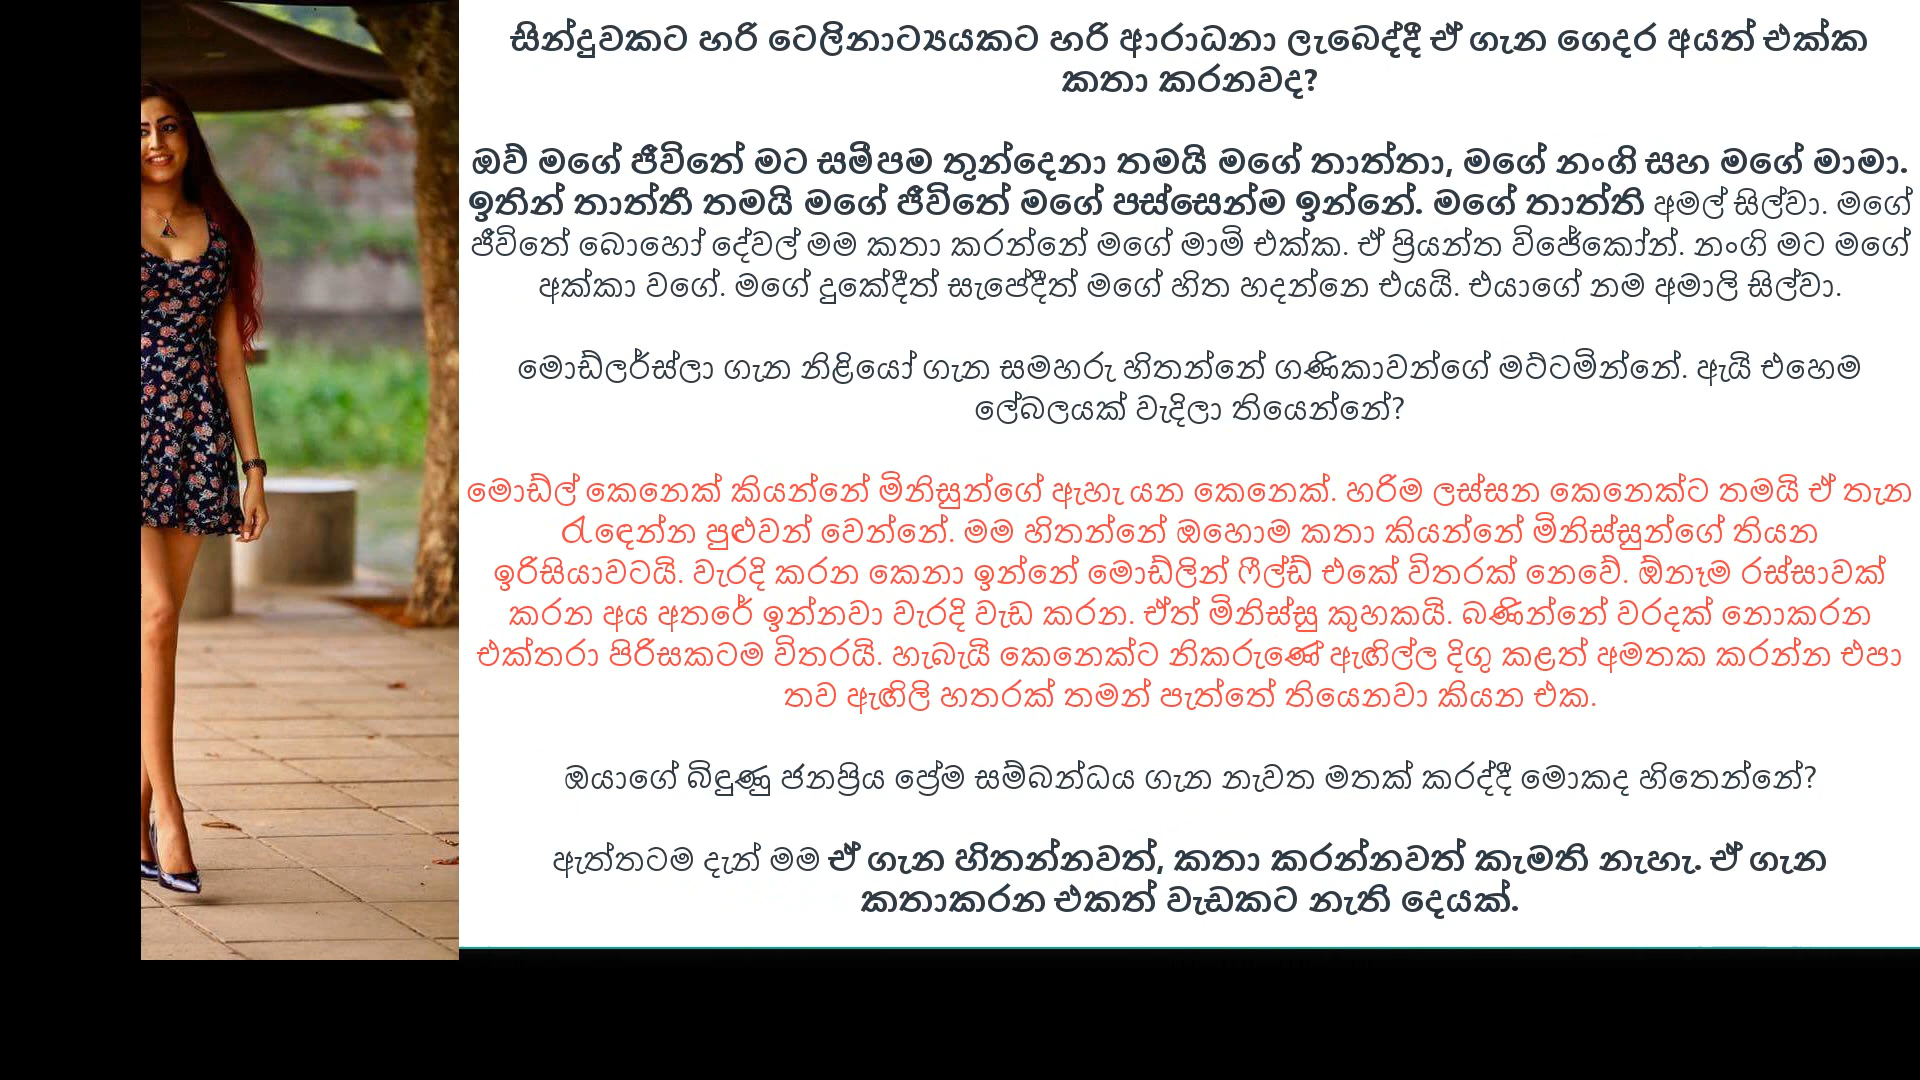 සින්දුවකට හරි ටෙලිනාට්‍යයකට හරි ආරාධනා ලැබෙද්දී ඒ ගැන ගෙදර අයත් එක්ක
කතා කරනවද?
ඔව් මගේ ජීවිතේ මට සමීපම තුන්දෙනා තමයි මගේ තාත්තා, මගේ නංගි සහ මගේ මාමා.
ඉතින් තාත්තී තමයි මගේ ජීවිතේ මගේ පස්සෙන්ම ඉන්නේ. මගේ තාත්ති අමල් සිල්වා. මගේ
ජීවිතේ බොහෝ දේවල් මම කතා කරන්නේ මගේ මාමි එක්ක. ඒ ප්‍රියන්ත විජේකෝන්. නංගි මට මගේ
අක්කා වගේ. මගේ දුකේදීත් සැපේදීත් මගේ හිත හදන්නෙ එයයි. එයාගේ නම අමාලි සිල්වා.
මොඩ්ලර්ස්ලා ගැන නිළියෝ ගැන සමහරු හිතන්නේ ගණිකාවන්ගේ මට්ටමින්නේ. ඇයි එහෙම
ලේබලයක් වැදිලා තියෙන්නේ?
මොඩ්ල් කෙනෙක් කියන්නේ මිනිසුන්ගේ ඇහැ යන කෙනෙක්. හරිම ලස්සන කෙනෙක්ට තමයි ඒ තැන
රැඳෙන්න පුළුවන් වෙන්නේ. මම හිතන්නේ ඔහොම කතා කියන්නේ මිනිස්සුන්ගේ තියන
ඉරිසියාවටයි. වැරදි කරන කෙනා ඉන්නේ මොඩ්ලින් ෆීල්ඩ් එකේ විතරක් නෙවේ. ඕනෑම රස්සාවක්
කරන අය අතරේ ඉන්නවා වැරදි වැඩ කරන. ඒත් මිනිස්සු කුහකයි. බණින්නේ වරදක් නොකරන
එක්තරා පිරිසකටම විතරයි. හැබැයි කෙනෙක්ට නිකරුණේ ඇඟිල්ල දිගු කළත් අමතක කරන්න එපා
තව ඇඟිලි හතරක් තමන් පැත්තේ තියෙනවා කියන එක.
ඔයාගේ බිඳුණු ජනප්‍රිය ප්‍රේම සම්බන්ධය ගැන නැවත මතක් කරද්දී මොකද හිතෙන්නේ?
ඇත්තටම දැන් මම ඒ ගැන හිතන්නවත්, කතා කරන්නවත් කැමති නැහැ. ඒ ගැන
කතාකරන එකත් වැඩකට නැති දෙයක්.